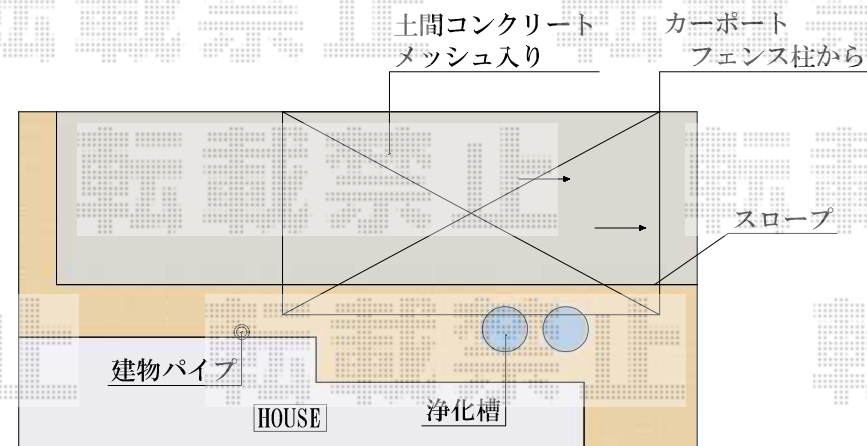 土間コンクリート
メッシュ入り
カーポート
フェンス柱から
スロープ
建物パイプ
浄化槽
HOUSE
転載禁止